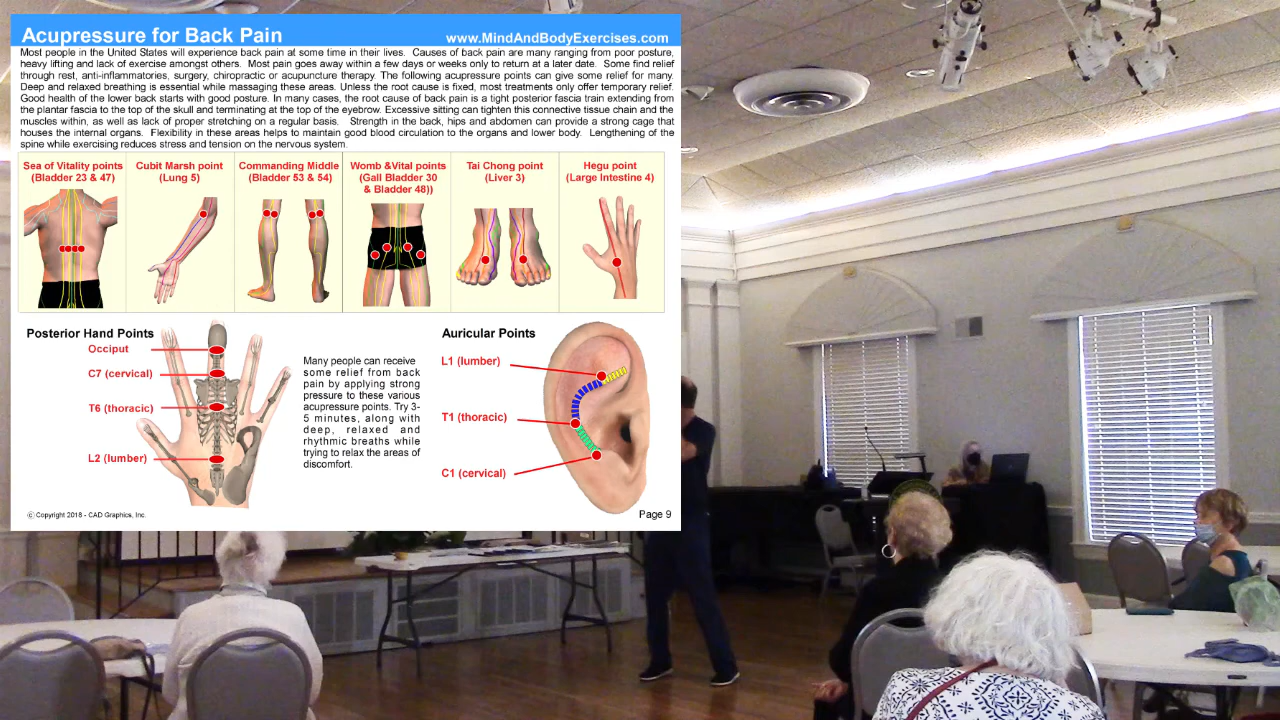 Acupressure for Back Pain
www.MindAndBodyExercises.com
Most people in the United States will experience back pain at some time in their lives. Causes of back pain are many ranging from poor posture,
heavy lifting and lack of exercise amongst others. Most pain goes away within a few days or weeks only to return at a later date. Some find relief
through rest, anti-inflammatories, surgery, chiropractic or acupuncture therapy. The following acupressure points can give some relief for many.
Deep and relaxed breathing is essential while massaging these areas. Unless the root cause is fixed, most treatments only offer temporary relief.
Good health of the lower back starts with good posture. In many cases, the root cause of back pain is a tight posterior fascia train extending from
the plantar fascia to the top of the skull and terminating at the top of the eyebrow. Excessive sitting can tighten this connective tissue chain and the
muscles within, as well as lack of proper stretching on a regular basis. Strength in the back, hips and abdomen can provide a strong cage that
houses the internal organs. Flexibility in these areas helps to maintain good blood circulation to the organs and lower body. Lengthening of the
spine while exercising reduces stress and tension on the nervous system.
Sea of Vitality points
(Bladder 23 & 47)
Cubit Marsh point
(Lung 5)
Commanding Middle
(Bladder 53 & 54)
Womb &Vital points
(Gall Bladder 30
& Bladder 48))
Tai Chong point
(Liver 3)
Hegu point
(Large Intestine 4)
Posterior Hand Points
Occiput
C7 (cervical)
T6 (thoracic)
L2 (lumber)
Many people can receive
some relief from back
pain by applying strong
pressure to these various
acupressure points. Try 3-
5 minutes, along with
deep, relaxed and
rhythmic breaths while
trying to relax the areas of
discomfort.
Auricular Points
L1 (lumber)
T1 (thoracic)
C1 (cervical)
© Copyright 2018 - CAD Graphics, Inc.
Page 9